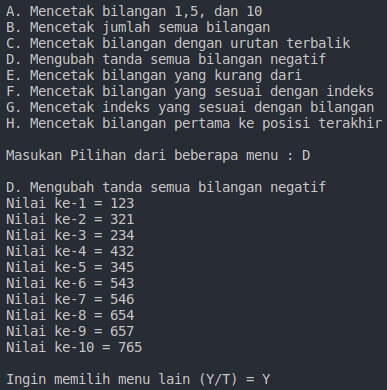 A. Mencetak bilangan 1,5, dan 10
B. Mencetak jumlah semua bilangan
C. Mencetak bilangan dengan urutan terbalik
D. Mengubah tanda semua bilangan negatif
E. Mencetak bilangan yang kurang dari
F. Mencetak bilangan yang sesuai dengan indeks
G. Mencetak indeks yang sesuai dengan bilangan
H. Mencetak bilangan pertama ke posisi terakhir
Masukan Pilihan dari beberapa menu : D
D. Mengubah tanda semua bilangan negatif
Nilai ke-1 = 123
Nilai ke-2 = 321
Nilai ke-3 = 234
Nilai ke-4 = 432
Nilai ke-5 = 345
Nilai ke-6 = 543
Nilai ke-7 = 546
Nilai ke-8 = 654
Nilai ke-9 = 657
Nilai ke-10 = 765
Ingin memilih menu lain (Y/T) = Y